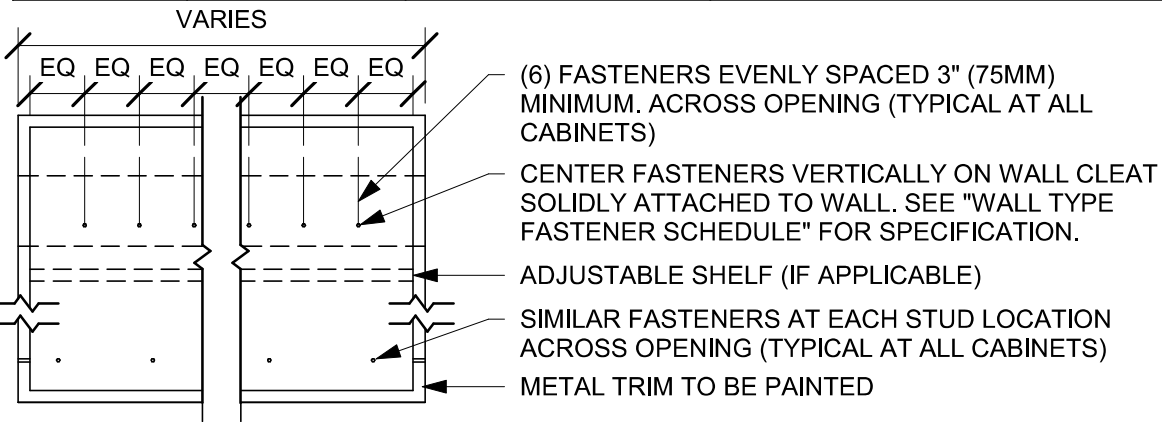 VARIES
EQ EQ EQ EQ EQ EQ EQ
(6) FASTENERS EVENLY SPACED 3" (75MM)
MINIMUM. ACROSS OPENING (TYPICAL AT ALL
CABINETS)
CENTER FASTENERS VERTICALLY ON WALL CLEAT
SOLIDLY ATTACHED TO WALL. SEE "WALL TYPE
FASTENER SCHEDULE" FOR SPECIFICATION.
ADJUSTABLE SHELF (IF APPLICABLE)
SIMILAR FASTENERS AT EACH STUD LOCATION
ACROSS OPENING (TYPICAL AT ALL CABINETS)
METAL TRIM TO BE PAINTED